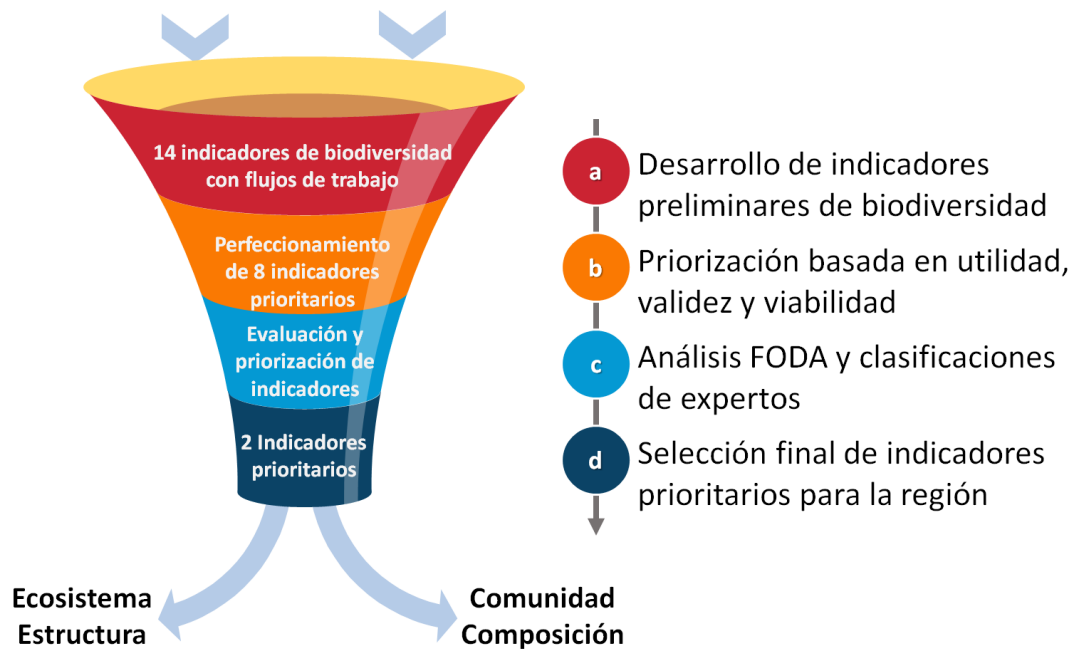 14 indicadores de biodiversidad
con flujos de trabajo
Perfeccionamiento
de 8 indicadores
prioritarios
Evaluación y
priorización de
indicadores
2 Indicadores
prioritarios
Ecosistema
Estructura
Comunidad
Composición
a
Desarrollo de indicadores
preliminares de biodiversidad
b
Priorización basada en utilidad,
validez y viabilidad
c
Análisis FODA y clasificaciones
de expertos
d
Selección final de indicadores
prioritarios para la región